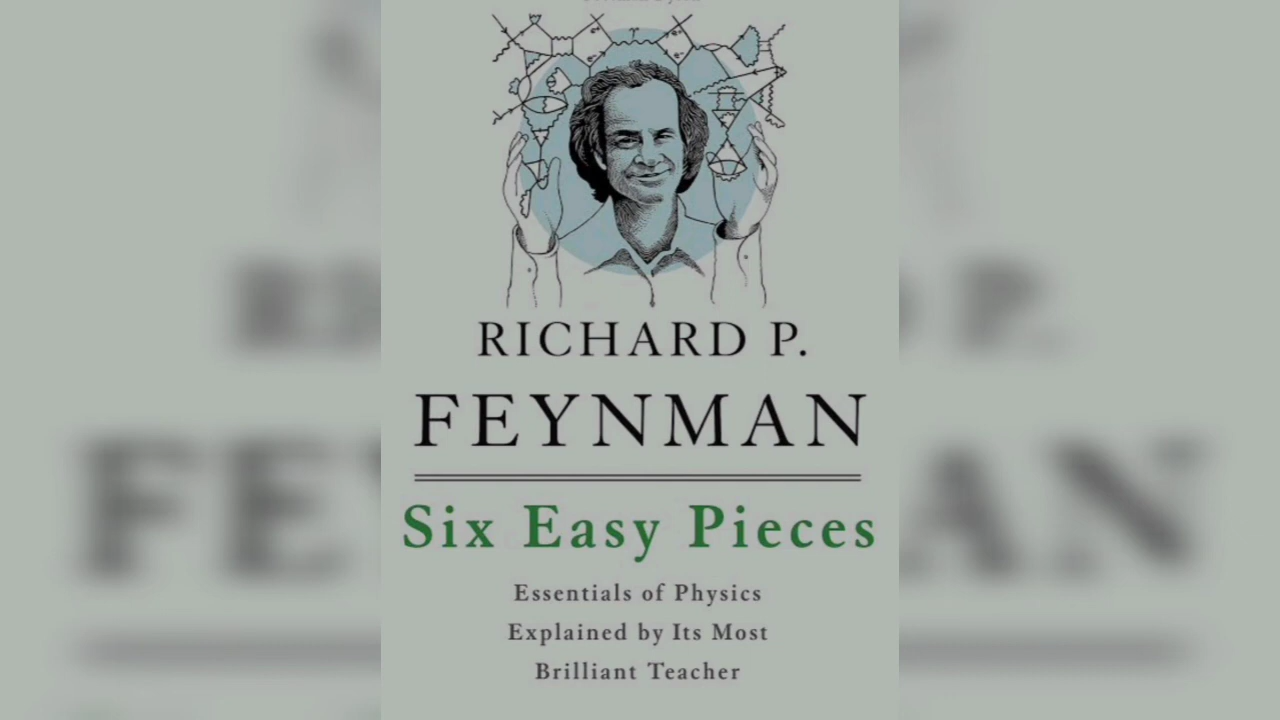 RICHARD P.
FEYNMAN
Six Easy Pieces
Essentials of Physics
Explained by Its Most
Brilliant Teacher